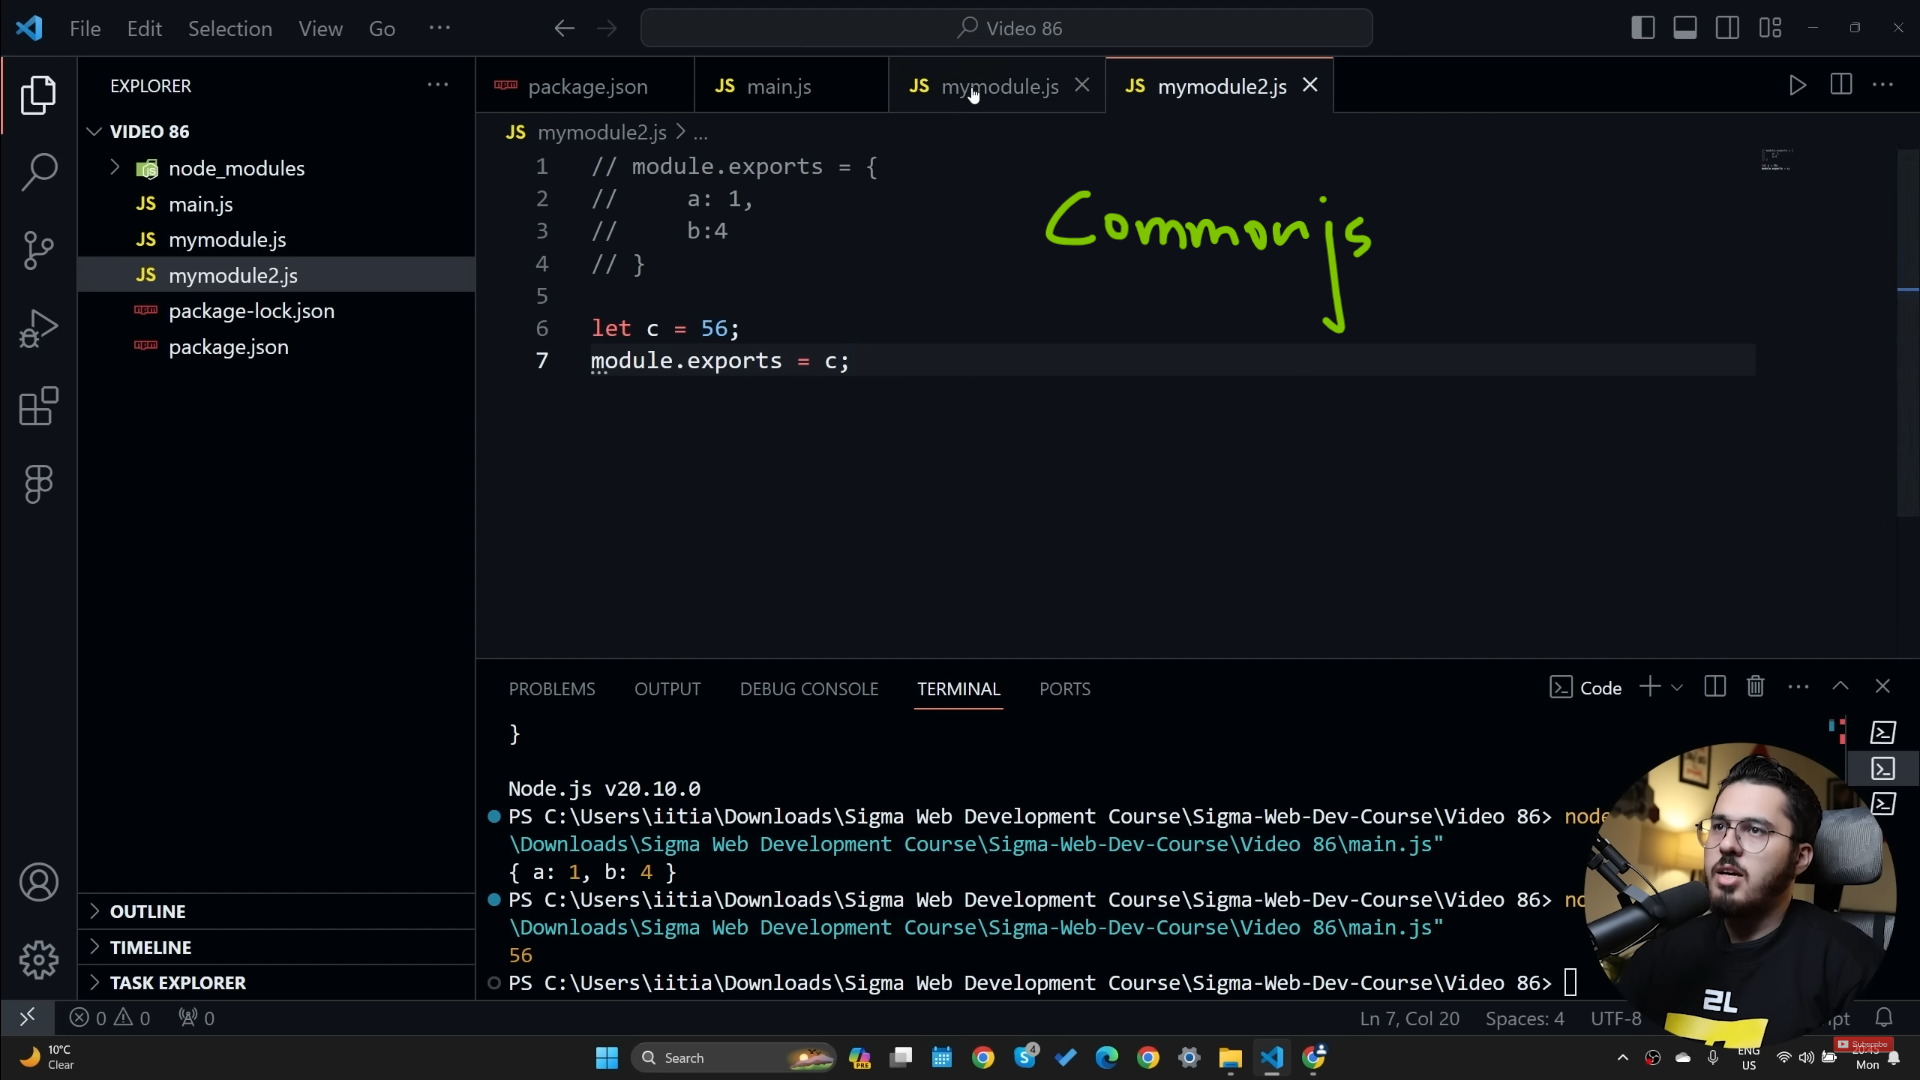 File Edit Selection View Go ···
Video 86
EXPLORER ···
VIDEO 86
node_modules
JS main.js
JS mymodule.js
JS mymodule2.js
package-lock.json
package.json
OUTLINE
TIMELINE
TASK EXPLORER
package.json
JS main.js
JS mymodule.js
JS mymodule2.js
JS mymodule2.js > ...
1 // module.exports = {
2 // a: 1,
3 // b:4
4 // }
5
6 let c = 56;
7 module.exports = c;
Commonjs
PROBLEMS OUTPUT DEBUG CONSOLE TERMINAL PORTS
Code
}
Node.js v20.10.0
PS C:\Users\iitia\Downloads\Sigma Web Development Course\Sigma-Web-Dev-Course\Video 86> node
\Downloads\Sigma Web Development Course\Sigma-Web-Dev-Course\Video 86\main.js"
{ a: 1, b: 4 }
PS C:\Users\iitia\Downloads\Sigma Web Development Course\Sigma-Web-Dev-Course\Video 86> no
\Downloads\Sigma Web Development Course\Sigma-Web-Dev-Course\Video 86\main.js"
56
PS C:\Users\iitia\Downloads\Sigma Web Development Course\Sigma-Web-Dev-Course\Video 86>
0 0 0
Ln 7, Col 20 Spaces: 4 UTF-8
10°C
Clear
Search
PRE
4
ENG
US
Subscribe
Mon